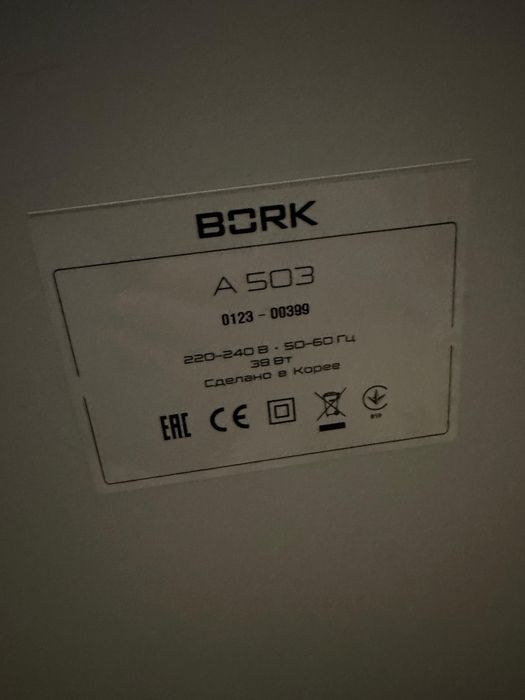 BORK
A 503
0123 - 00399
220-240 В • 50-60 Гц
38 Вт
Сделано в Корее
EAC CE